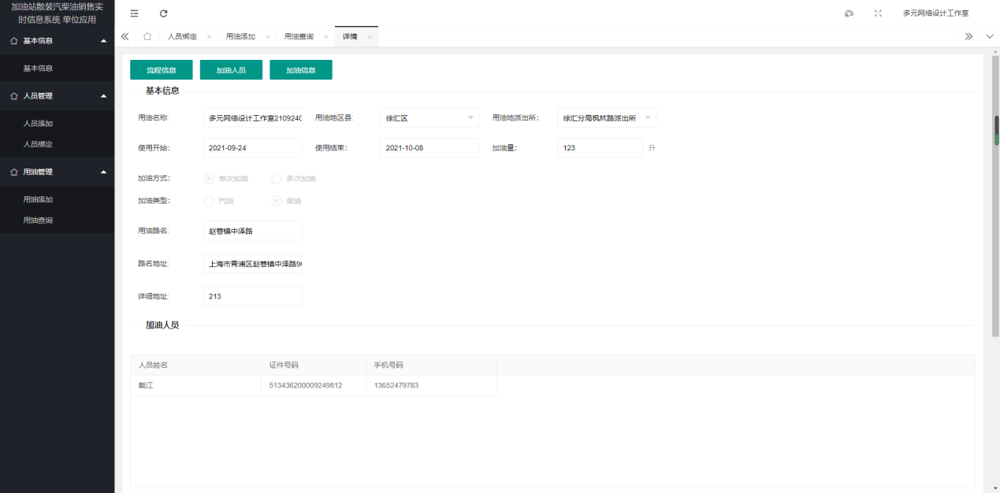 加油站散装汽柴油销售实
时信息系统 单位应用
多元网络设计工作室
基本信息
基本信息
人员管理
人员添加
人员绑定
用油管理
用油添加
用油查询
人员绑定 × 用油添加 × 用油查询 × 详情 ×
流程信息 加油人员 加油信息
基本信息
用油名称: 多元网络设计工作室210924( 用油地区县: 徐汇区 用油地派出所: 徐汇分局枫林路派出所
使用开始: 2021-09-24 使用结束: 2021-10-08 加油量: 123 升
加油方式: 单次加油 多次加油
加油类型: 汽油 柴油
用油路名: 赵巷镇中泽路
路名地址: 上海市青浦区赵巷镇中泽路9
详细地址: 213
加油人员
人员姓名 证件号码 手机号码
戴江 513436200009249812 13652479783